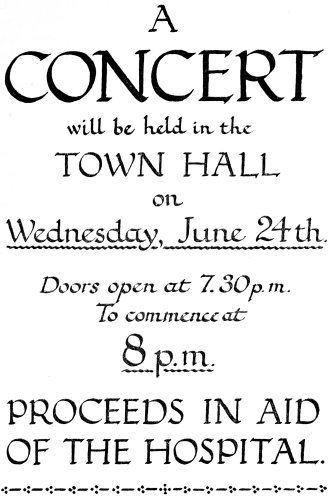 A
CONCERT
will be held in the
TOWN HALL
on
Wednesday, June 24th.
Doors open at 7.30 p.m.
To commence at
8 p.m.
PROCEEDS IN AID
OF THE HOSPITAL.